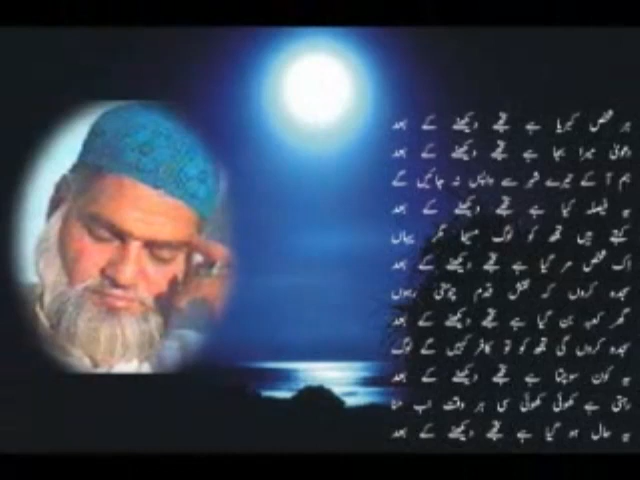 ہر شخص کہہ رہا ہے تجھے دیکھنے کے بعد
دعویٰ میرا بجا ہے تجھے دیکھنے کے بعد
ہم آ کے تیرے شہر سے واپس نہ جائیں گے
یہ فیصلہ کیا ہے تجھے دیکھنے کے بعد
کہتے ہیں تجھ کو لوگ مسیحا مگر یہاں
اک شخص مر گیا ہے تجھے دیکھنے کے بعد
سجدہ کروں کہ نقش قدم چومتی رہوں
گھر کعبہ بن گیا ہے تجھے دیکھنے کے بعد
سجدہ کروں گی تجھ کو تو کافر کہیں گے لوگ
یہ کون سوچتا ہے تجھے دیکھنے کے بعد
رہتی ہے کھوئی کھوئی سی ہر وقت اب
یہ حال ہو گیا ہے تجھے دیکھنے کے بعد